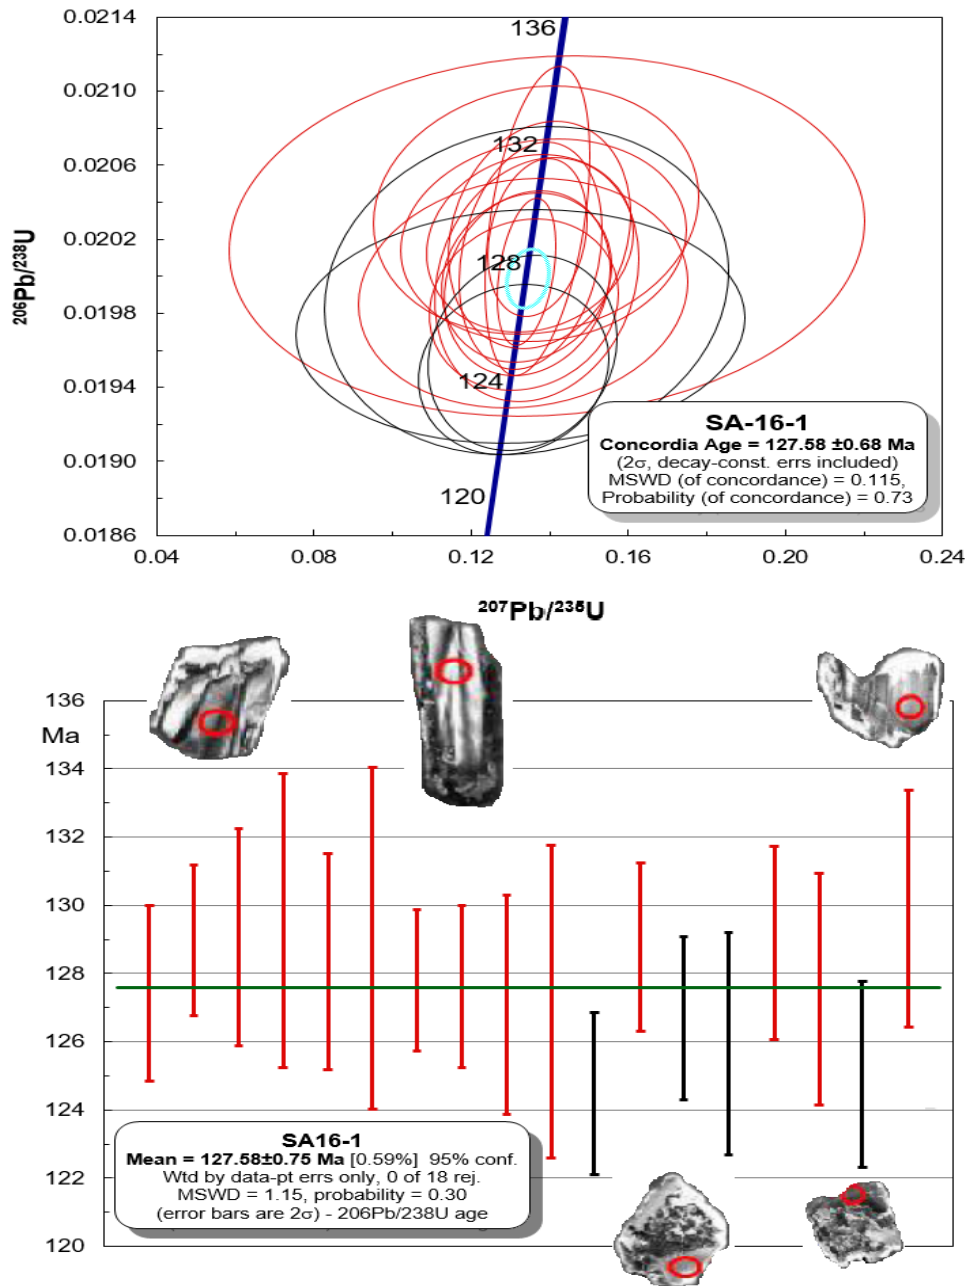 0.0214
136
0.0210
132
0.0206
0.0202
128
206Pb/238U
0.0198
124
0.0194
SA-16-1
Concordia Age = 127.58 ±0.68 Ma
(2σ, decay-const. errs included)
MSWD (of concordance) = 0.115,
Probability (of concordance) = 0.73
0.0190
120
0.0186
0.04 0.08 0.12 0.16 0.20 0.24
207Pb/235U
136
Ma
134
132
130
128
126
124
122
120
SA16-1
Mean = 127.58±0.75 Ma [0.59%] 95% conf.
Wtd by data-pt errs only, 0 of 18 rej.
MSWD = 1.15, probability = 0.30
(error bars are 2σ) - 206Pb/238U age